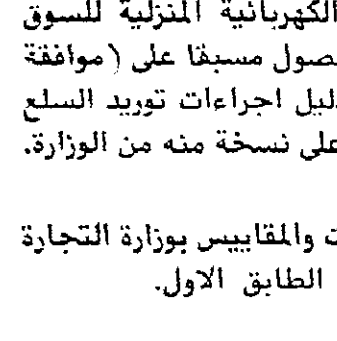 الكهربائية المنزلية للسوق
صول مسبقا على (موافقة
ليل اجراءات توريد السلع
على نسخة منه من الوزارة.
ت والمقاييس بوزارة التجارة
الطابق الاول.